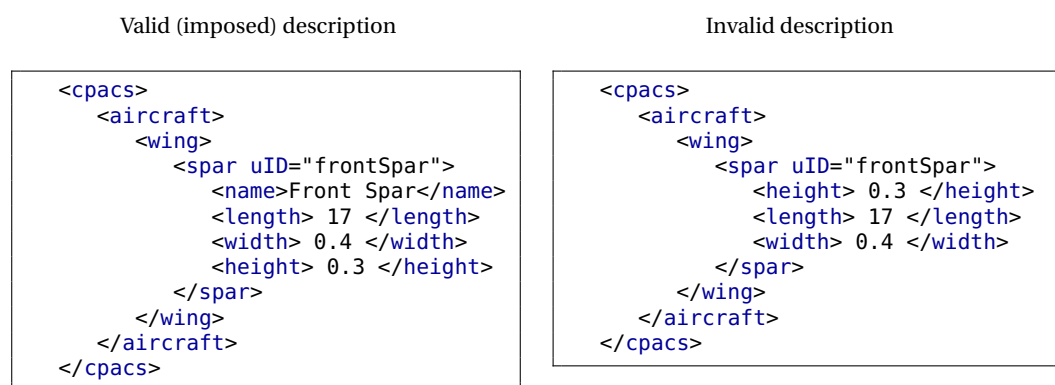 Valid (imposed) description
<cpacs>
<aircraft>
<wing>
<spar uID="frontSpar">
<name>Front Spar</name>
<length> 17 </length>
<width> 0.4 </width>
<height> 0.3 </height>
</spar>
</wing>
</aircraft>
</cpacs>
Invalid description
<cpacs>
<aircraft>
<wing>
<spar uID="frontSpar">
<height> 0.3 </height>
<length> 17 </length>
<width> 0.4 </width>
</spar>
</wing>
</aircraft>
</cpacs>